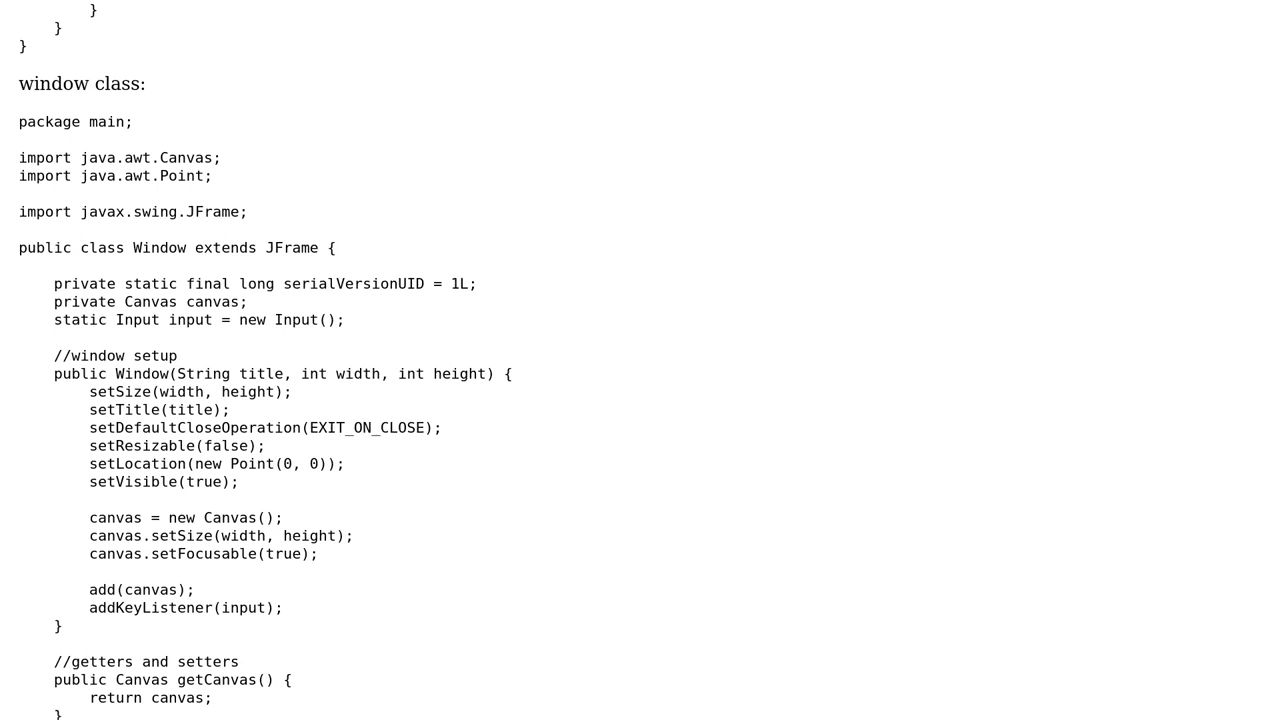 }
    }
}
window class:
package main;

import java.awt.Canvas;
import java.awt.Point;

import javax.swing.JFrame;

public class Window extends JFrame {

    private static final long serialVersionUID = 1L;
    private Canvas canvas;
    static Input input = new Input();

    //window setup
    public Window(String title, int width, int height) {
        setSize(width, height);
        setTitle(title);
        setDefaultCloseOperation(EXIT_ON_CLOSE);
        setResizable(false);
        setLocation(new Point(0, 0));
        setVisible(true);

        canvas = new Canvas();
        canvas.setSize(width, height);
        canvas.setFocusable(true);

        add(canvas);
        addKeyListener(input);
    }

    //getters and setters
    public Canvas getCanvas() {
        return canvas;
    }